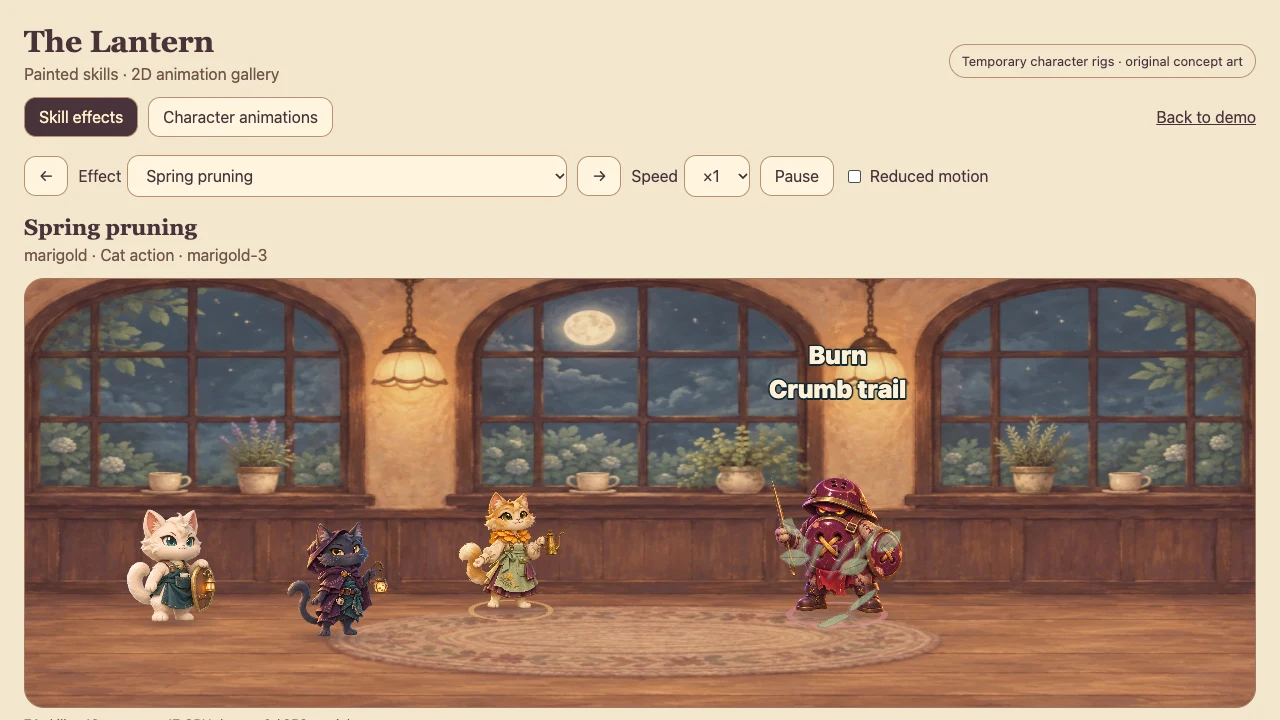 The Lantern
Painted skills · 2D animation gallery
Temporary character rigs · original concept art
Skill effects
Character animations
Back to demo
← Effect Spring pruning → Speed ×1 Pause Reduced motion
Spring pruning
marigold · Cat action · marigold-3
Burn
Crumb trail